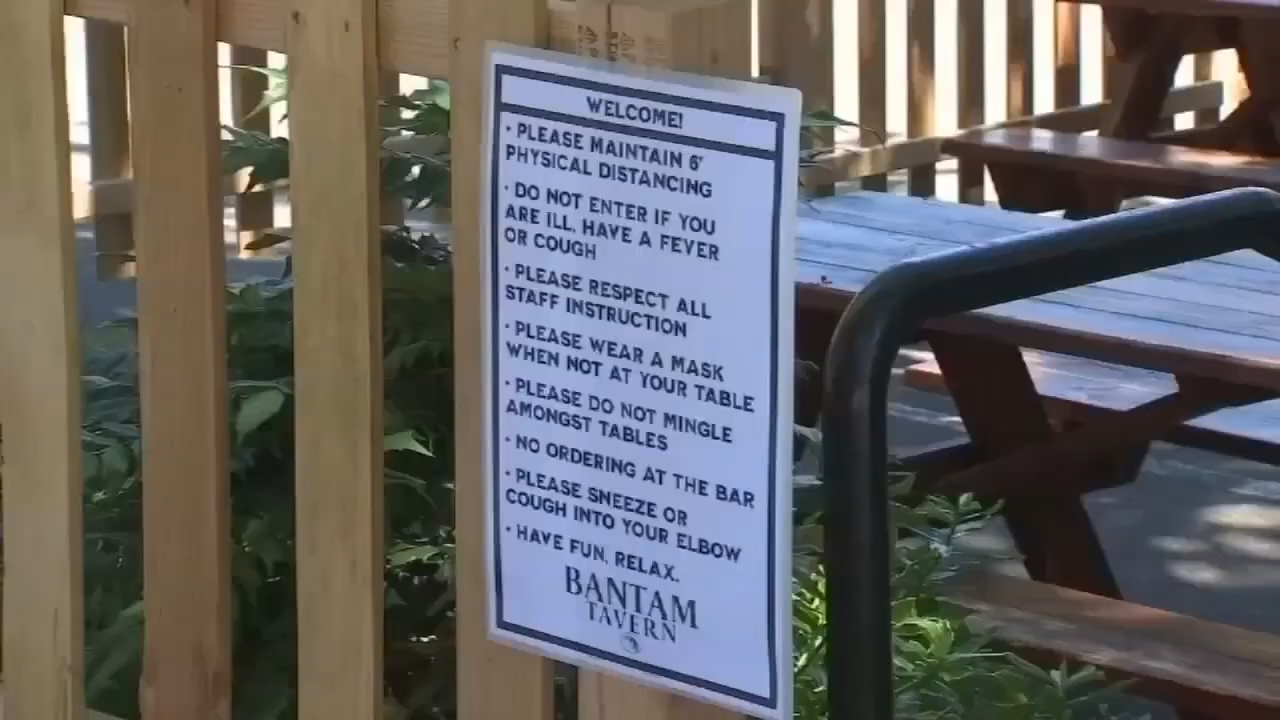 WELCOME!
• PLEASE MAINTAIN 6'
PHYSICAL DISTANCING
• DO NOT ENTER IF YOU
ARE ILL, HAVE A FEVER
OR COUGH
• PLEASE RESPECT ALL
STAFF INSTRUCTION
• PLEASE WEAR A MASK
WHEN NOT AT YOUR TABLE
• PLEASE DO NOT MINGLE
AMONGST TABLES
• NO ORDERING AT THE BAR
• PLEASE SNEEZE OR
COUGH INTO YOUR ELBOW
• HAVE FUN, RELAX.
BANTAM
TAVERN